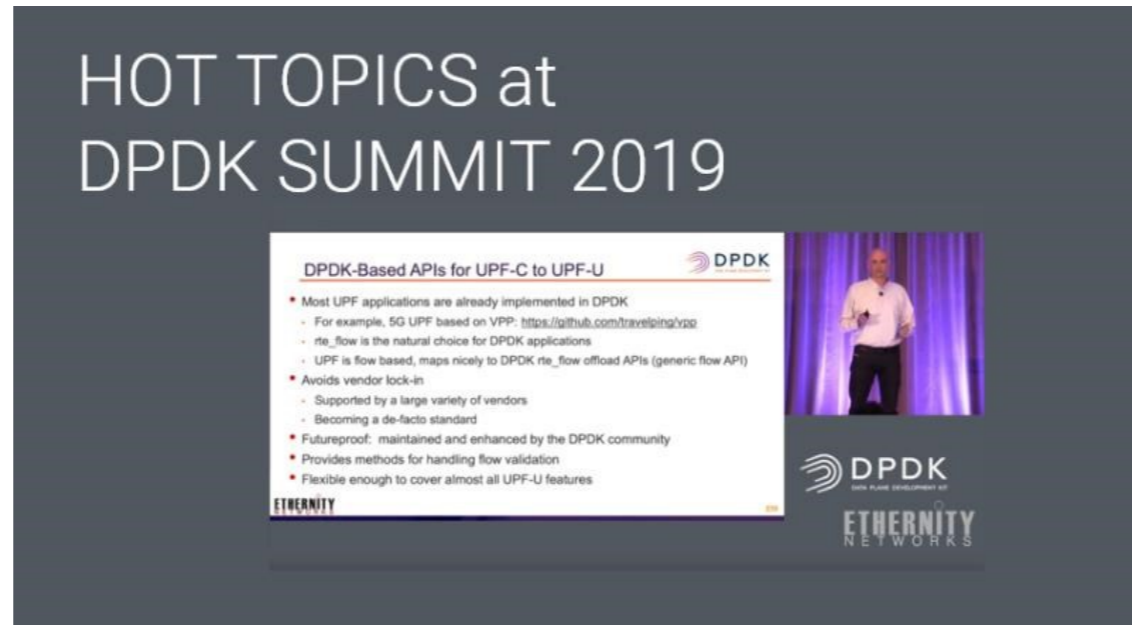 HOT TOPICS at
DPDK SUMMIT 2019
DPDK-Based APIs for UPF-C to UPF-U
DPDK
• Most UPF applications are already implemented in DPDK
- For example, 5G UPF based on VPP: https://github.com/travelping/vpp
- rte_flow is the natural choice for DPDK applications
- UPF is flow based, maps nicely to DPDK rte_flow offload APIs (generic flow API)
• Avoids vendor lock-in
- Supported by a large variety of vendors
- Becoming a de-facto standard
• Futureproof: maintained and enhanced by the DPDK community
• Provides methods for handling flow validation
• Flexible enough to cover almost all UPF-U features
ETHERNITY
NETWORKS
DPDK
DATA PLANE DEVELOPMENT KIT
ETHERNITY
NETWORKS